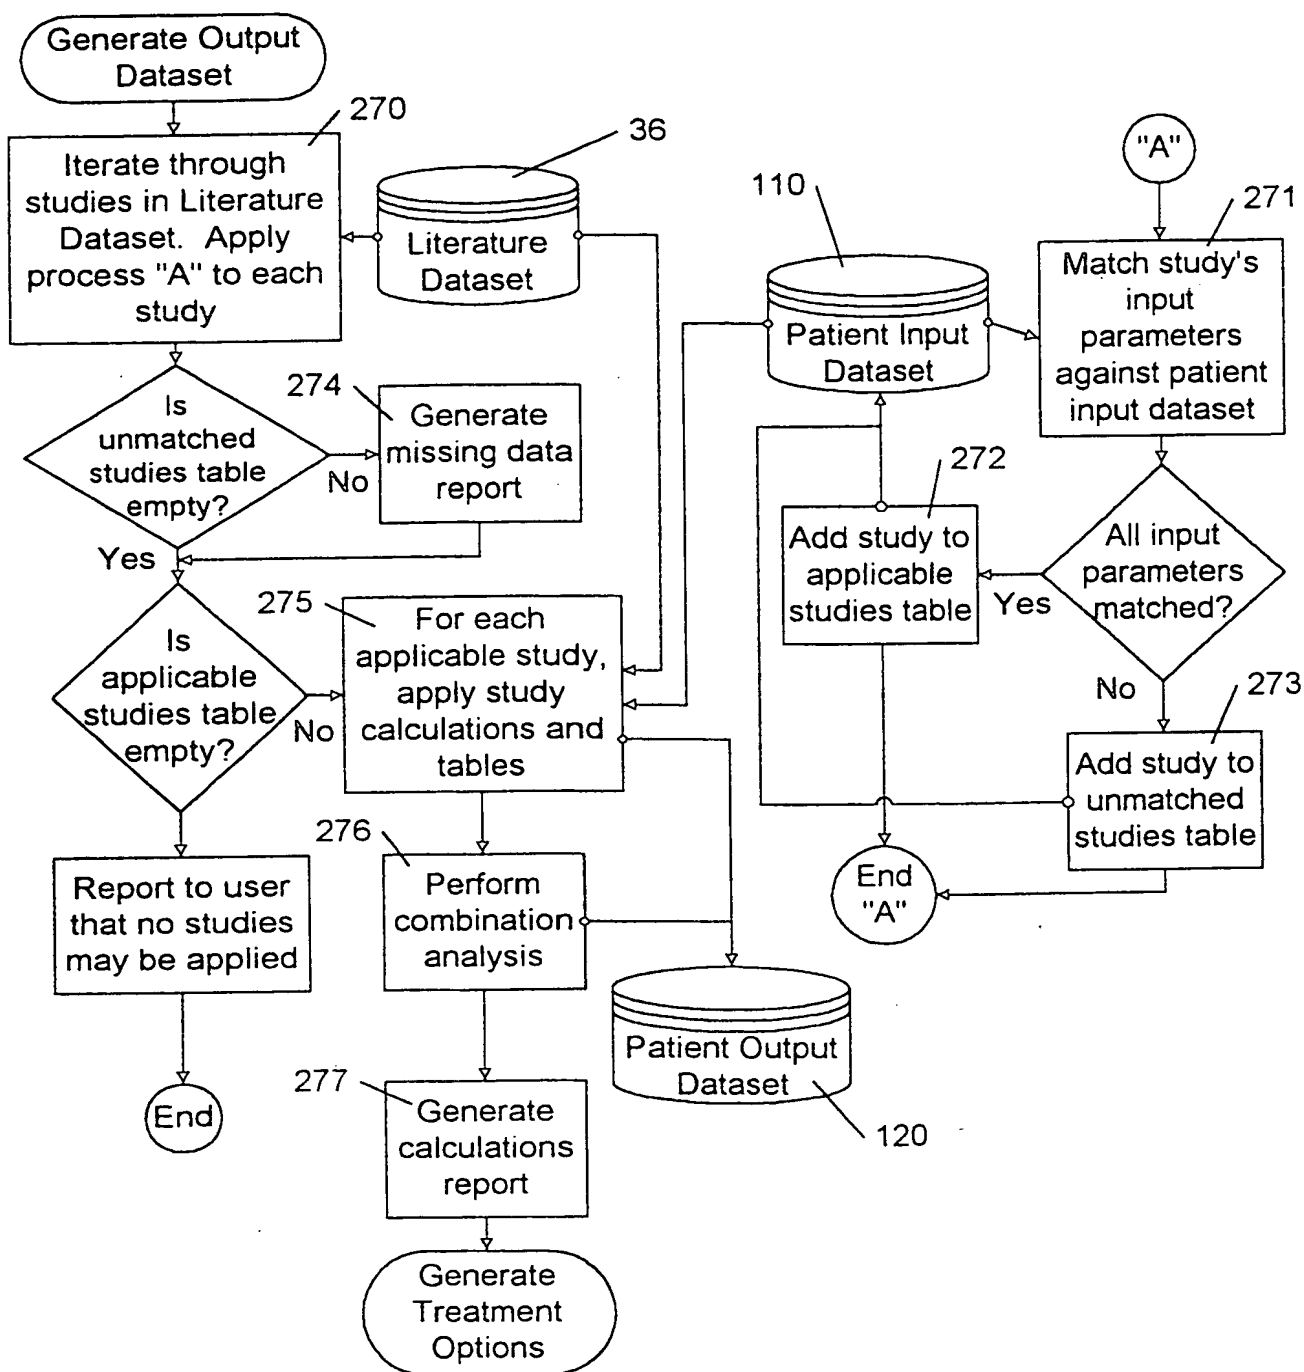 Generate Output
Dataset
270
Iterate through
studies in Literature
Dataset. Apply
process "A" to each
study
36
Literature
Dataset
110
Patient Input
Dataset
"A"
271
Match study's
input
parameters
against patient
input dataset
Is
unmatched
studies table
empty?
No
Yes
274
Generate
missing data
report
272
Add study to
applicable
studies table
All input
parameters
matched?
Yes
No
273
Add study to
unmatched
studies table
End
"A"
Is
applicable
studies table
empty?
No
275
For each
applicable study,
apply study
calculations and
tables
Report to user
that no studies
may be applied
End
276
Perform
combination
analysis
Patient Output
Dataset
120
277
Generate
calculations
report
Generate
Treatment
Options